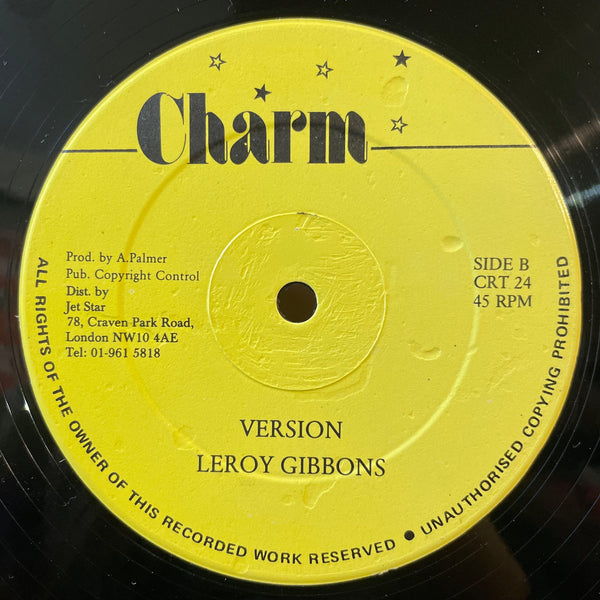 Charm
Prod. by A.Palmer
Pub. Copyright Control
Dist. by
Jet Star
78, Craven Park Road,
London NW10 4AE
Tel: 01-961 5818
SIDE B
CRT 24
45 RPM
VERSION
LEROY GIBBONS
ALL RIGHTS OF THE OWNER OF THIS RECORDED WORK RESERVED ● UNAUTHORISED COPYING PROHIBITED